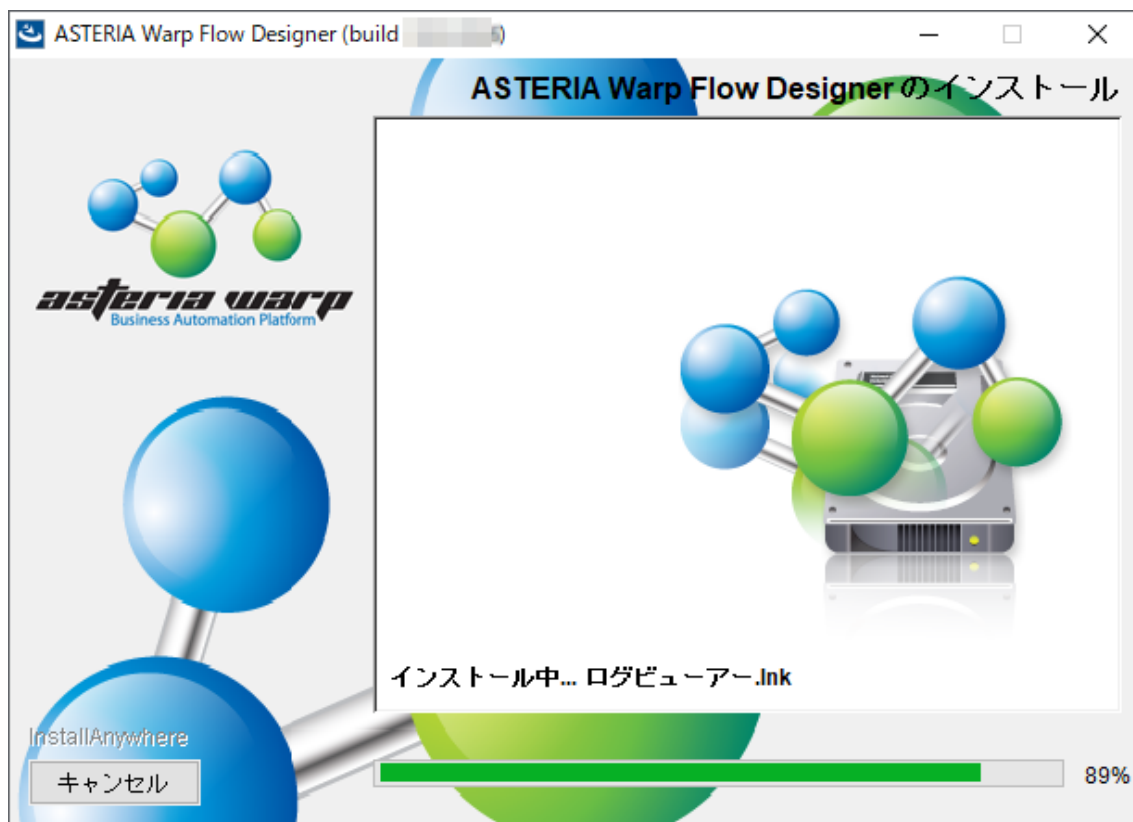 ASTERIA Warp Flow Designer (build
ASTERIA Warp Flow Designer のインストール
asteria warp
Business Automation Platform
インストール中... ログビューアー.lnk
InstallAnywhere
キャンセル
89%